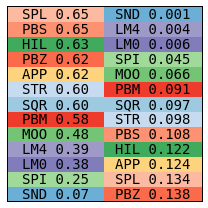 SPL 0.65 SND 0.001
PBS 0.65 LM4 0.004
HIL 0.63 LM0 0.006
PBZ 0.62 SPI 0.045
APP 0.62 MOO 0.066
STR 0.60 PBM 0.091
SQR 0.60 SQR 0.097
PBM 0.58 STR 0.098
MOO 0.48 PBS 0.108
LM4 0.39 HIL 0.122
LM0 0.38 APP 0.124
SPI 0.25 SPL 0.134
SND 0.07 PBZ 0.138